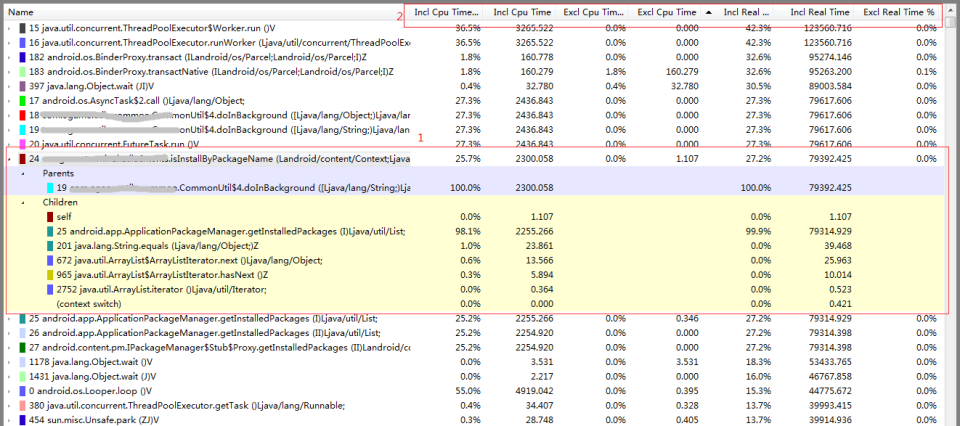 2
Name Incl Cpu Time... Incl Cpu Time Excl Cpu Time... Excl Cpu Time Incl Real ... Incl Real Time Excl Real Time %
15 java.util.concurrent.ThreadPoolExecutor$Worker.run ()V 36.5% 3265.522 0.0% 0.000 42.3% 123560.716 0.0%
16 java.util.concurrent.ThreadPoolExecutor.runWorker (Ljava/util/concurrent/ThreadPoolEx 36.5% 3265.522 0.0% 0.000 42.3% 123560.716 0.0%
182 android.os.BinderProxy.transact (ILandroid/os/Parcel;Landroid/os/Parcel;I)Z 1.8% 160.778 0.0% 0.000 32.6% 95274.146 0.0%
183 android.os.BinderProxy.transactNative (ILandroid/os/Parcel;Landroid/os/Parcel;I)Z 1.8% 160.279 1.8% 160.279 32.6% 95263.200 0.1%
397 java.lang.Object.wait (JI)V 0.4% 32.780 0.4% 32.780 30.5% 89003.584 0.0%
17 android.os.AsyncTask$2.call ()Ljava/lang/Object; 27.3% 2436.843 0.0% 0.000 27.3% 79617.606 0.0%
18 CommonUtil$4.doInBackground ([Ljava/lang/Object;)Ljava/lang 27.3% 2436.843 0.0% 0.000 27.3% 79617.606 0.0%
19 CommonUtil$4.doInBackground ([Ljava/lang/String;)Ljava/lang 27.3% 2436.843 0.0% 0.000 27.3% 79617.606 0.0%
20 java.util.concurrent.FutureTask.run ()V 27.3% 2436.843 0.0% 0.000 27.3% 79617.606 0.0%
1
24 isInstallByPackageName (Landroid/content/Context;Ljava 25.7% 2300.058 0.0% 1.107 27.2% 79392.425 0.0%
Parents
19 CommonUtil$4.doInBackground ([Ljava/lang/String;)Lja 100.0% 2300.058 100.0% 79392.425
Children
self 0.0% 1.107 0.0% 1.107
25 android.app.ApplicationPackageManager.getInstalledPackages (I)Ljava/util/List; 98.1% 2255.266 99.9% 79314.929
201 java.lang.String.equals (Ljava/lang/Object;)Z 1.0% 23.861 0.0% 39.468
672 java.util.ArrayList$ArrayListIterator.next ()Ljava/lang/Object; 0.6% 13.566 0.0% 25.963
965 java.util.ArrayList$ArrayListIterator.hasNext ()Z 0.3% 5.894 0.0% 10.014
2752 java.util.ArrayList.iterator ()Ljava/util/Iterator; 0.0% 0.364 0.0% 0.523
(context switch) 0.0% 0.000 0.0% 0.421
25 android.app.ApplicationPackageManager.getInstalledPackages (I)Ljava/util/List; 25.2% 2255.266 0.0% 0.346 27.2% 79314.929 0.0%
26 android.app.ApplicationPackageManager.getInstalledPackages (II)Ljava/util/List; 25.2% 2254.920 0.0% 0.000 27.2% 79314.398 0.0%
27 android.content.pm.IPackageManager$Stub$Proxy.getInstalledPackages (II)Landroid/co 25.2% 2254.920 0.0% 0.000 27.2% 79314.398 0.0%
1178 java.lang.Object.wait ()V 0.0% 3.531 0.0% 3.531 18.3% 53433.765 0.0%
1431 java.lang.Object.wait (J)V 0.0% 2.217 0.0% 0.000 16.0% 46767.858 0.0%
0 android.os.Looper.loop ()V 55.0% 4919.042 0.0% 0.395 15.3% 44775.672 0.0%
380 java.util.concurrent.ThreadPoolExecutor.getTask ()Ljava/lang/Runnable; 0.4% 34.407 0.0% 0.328 13.7% 39993.415 0.0%
454 sun.misc.Unsafe.park (ZJ)V 0.3% 28.748 0.0% 0.405 13.7% 39914.936 0.0%